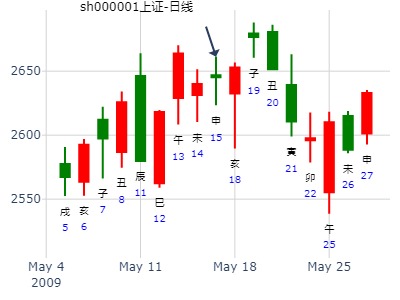 sh000001上证-日线
2650
2600
2550
戌 亥 子 丑 辰 巳 午 未 申 亥 子 丑 寅 卯 午 未 申
5 6 7 8 11 12 13 14 15 18 19 20 21 22 25 26 27
May 4 May 11 May 18 May 25
2009